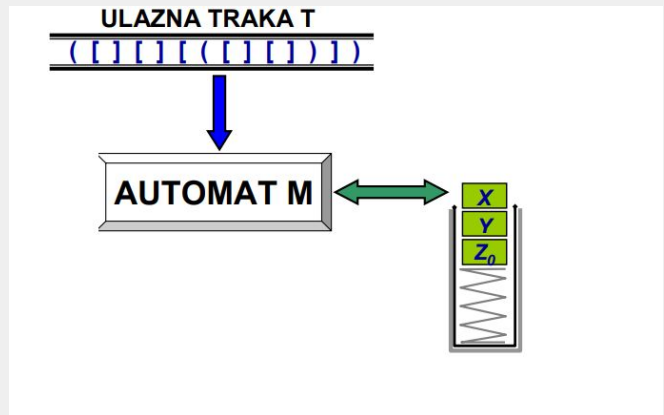 ULAZNA TRAKA T
( [ ] [ ] [ ( [ ] [ ] ) ] )
AUTOMAT M
X
Y
Z₀